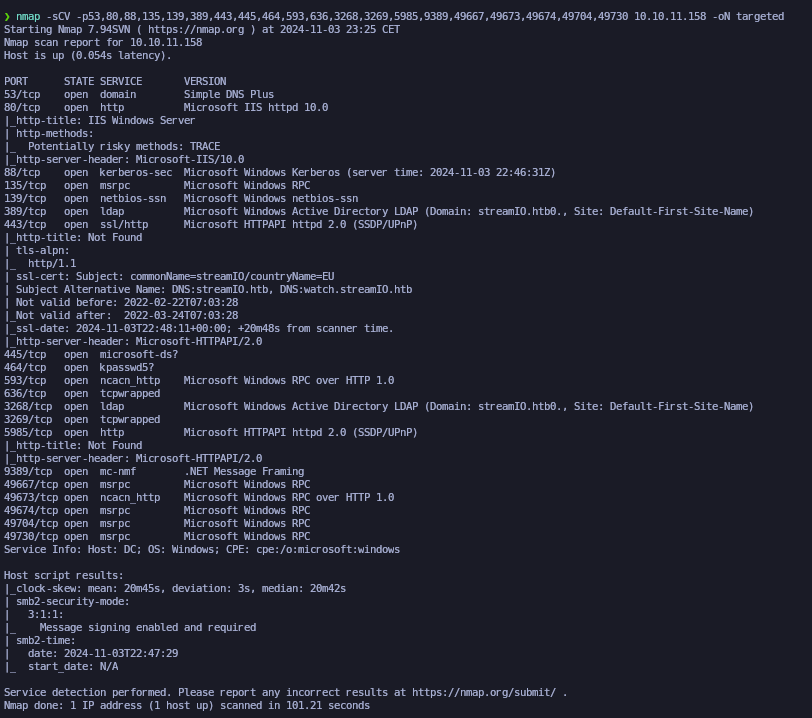 ❯ nmap -sCV -p53,80,88,135,139,389,443,445,464,593,636,3268,3269,5985,9389,49667,49673,49674,49704,49730 10.10.11.158 -oN targeted
Starting Nmap 7.94SVN ( https://nmap.org ) at 2024-11-03 23:25 CET
Nmap scan report for 10.10.11.158
Host is up (0.054s latency).

PORT      STATE SERVICE       VERSION
53/tcp    open  domain        Simple DNS Plus
80/tcp    open  http          Microsoft IIS httpd 10.0
|_http-title: IIS Windows Server
| http-methods:
|_  Potentially risky methods: TRACE
|_http-server-header: Microsoft-IIS/10.0
88/tcp    open  kerberos-sec  Microsoft Windows Kerberos (server time: 2024-11-03 22:46:31Z)
135/tcp   open  msrpc         Microsoft Windows RPC
139/tcp   open  netbios-ssn   Microsoft Windows netbios-ssn
389/tcp   open  ldap          Microsoft Windows Active Directory LDAP (Domain: streamIO.htb0., Site: Default-First-Site-Name)
443/tcp   open  ssl/http      Microsoft HTTPAPI httpd 2.0 (SSDP/UPnP)
|_http-title: Not Found
| tls-alpn:
|_  http/1.1
| ssl-cert: Subject: commonName=streamIO/countryName=EU
| Subject Alternative Name: DNS:streamIO.htb, DNS:watch.streamIO.htb
| Not valid before: 2022-02-22T07:03:28
|_Not valid after:  2022-03-24T07:03:28
|_ssl-date: 2024-11-03T22:48:11+00:00; +20m48s from scanner time.
|_http-server-header: Microsoft-HTTPAPI/2.0
445/tcp   open  microsoft-ds?
464/tcp   open  kpasswd5?
593/tcp   open  ncacn_http    Microsoft Windows RPC over HTTP 1.0
636/tcp   open  tcpwrapped
3268/tcp  open  ldap          Microsoft Windows Active Directory LDAP (Domain: streamIO.htb0., Site: Default-First-Site-Name)
3269/tcp  open  tcpwrapped
5985/tcp  open  http          Microsoft HTTPAPI httpd 2.0 (SSDP/UPnP)
|_http-title: Not Found
|_http-server-header: Microsoft-HTTPAPI/2.0
9389/tcp  open  mc-nmf        .NET Message Framing
49667/tcp open  msrpc         Microsoft Windows RPC
49673/tcp open  ncacn_http    Microsoft Windows RPC over HTTP 1.0
49674/tcp open  msrpc         Microsoft Windows RPC
49704/tcp open  msrpc         Microsoft Windows RPC
49730/tcp open  msrpc         Microsoft Windows RPC
Service Info: Host: DC; OS: Windows; CPE: cpe:/o:microsoft:windows

Host script results:
|_clock-skew: mean: 20m45s, deviation: 3s, median: 20m42s
| smb2-security-mode:
|   3:1:1:
|_    Message signing enabled and required
| smb2-time:
|   date: 2024-11-03T22:47:29
|_  start_date: N/A

Service detection performed. Please report any incorrect results at https://nmap.org/submit/ .
Nmap done: 1 IP address (1 host up) scanned in 101.21 seconds